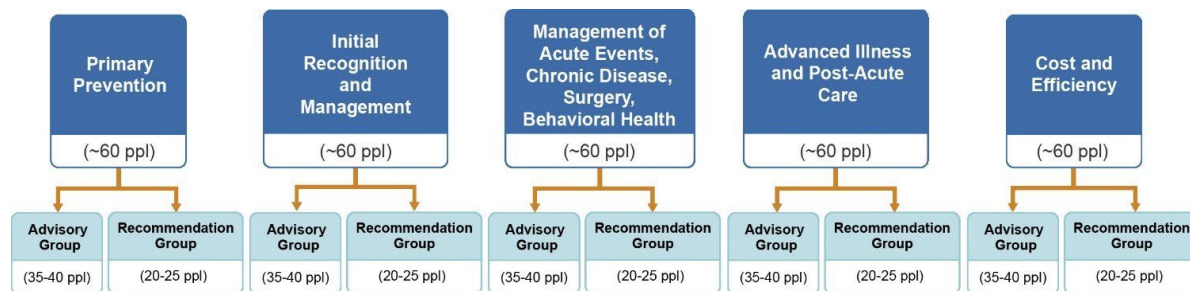 Primary
Prevention
(~60 ppl)
Initial
Recognition
and
Management
(~60 ppl)
Management of
Acute Events,
Chronic Disease,
Surgery,
Behavioral Health
(~60 ppl)
Advanced Illness
and Post-Acute
Care
(~60 ppl)
Cost and
Efficiency
(~60 ppl)
Advisory
Group
(35-40 ppl)
Recommendation
Group
(20-25 ppl)
Advisory
Group
(35-40 ppl)
Recommendation
Group
(20-25 ppl)
Advisory
Group
(35-40 ppl)
Recommendation
Group
(20-25 ppl)
Advisory
Group
(35-40 ppl)
Recommendation
Group
(20-25 ppl)
Advisory
Group
(35-40 ppl)
Recommendation
Group
(20-25 ppl)